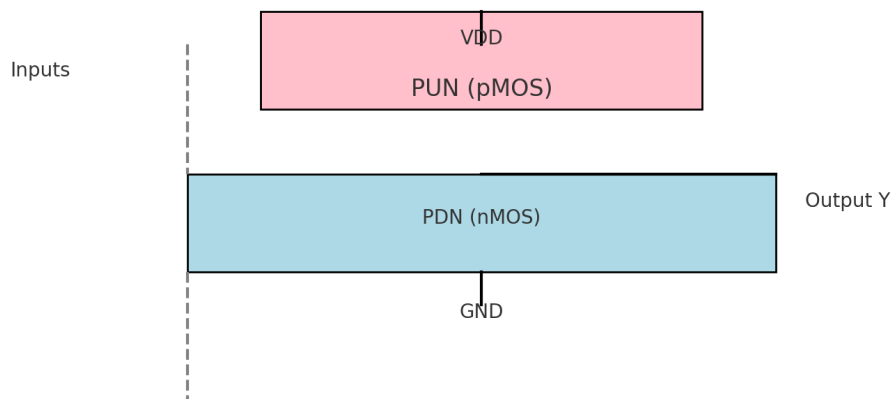 VDD
Inputs
PUN (pMOS)
Output Y
PDN (nMOS)
GND